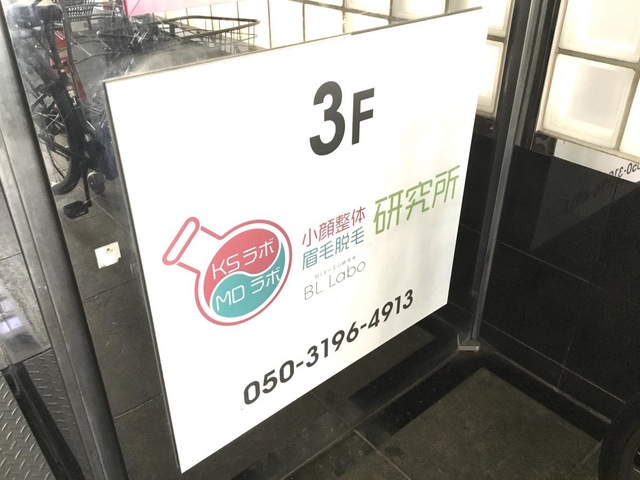 3F
KSラボ
MDラボ
小顔整体
眉毛脱毛
研究所
BL Labo
050-3196-4913